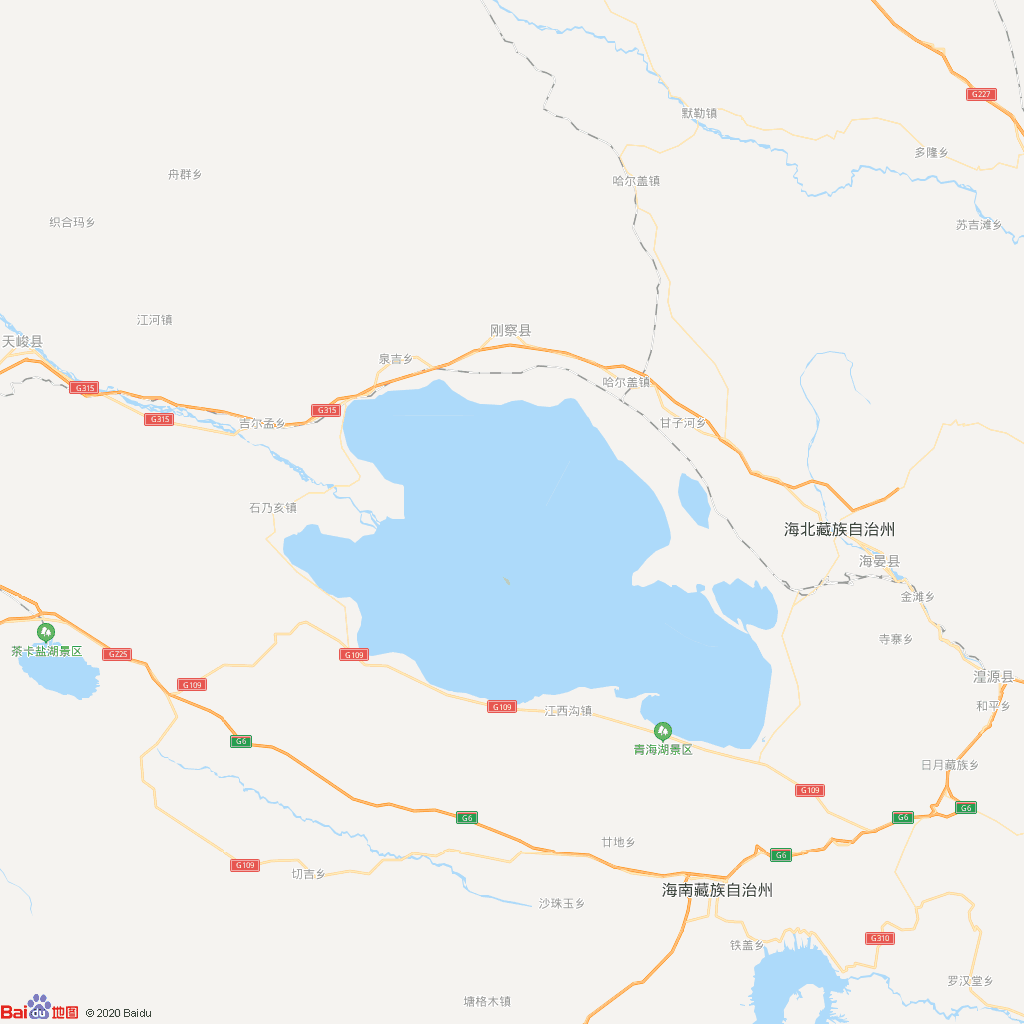 G227
默勒镇
多隆乡
舟群乡
哈尔盖镇
织合玛乡
苏吉滩乡
江河镇
刚察县
天峻县
泉吉乡
哈尔盖镇
G315
G315
G315
吉尔孟乡
甘子河乡
石乃亥镇
海北藏族自治州
海晏县
金滩乡
寺寨乡
茶卡盐湖景区
GZ25
G109
湟源县
G109
G109
江西沟镇
和平乡
G6
青海湖景区
日月藏族乡
G109
G6
G6
G6
廿地乡
G6
G109
切吉乡
海南藏族自治州
沙珠玉乡
G310
铁盖乡
罗汉堂乡
塘格木镇
Bai du 地图 © 2020 Baidu